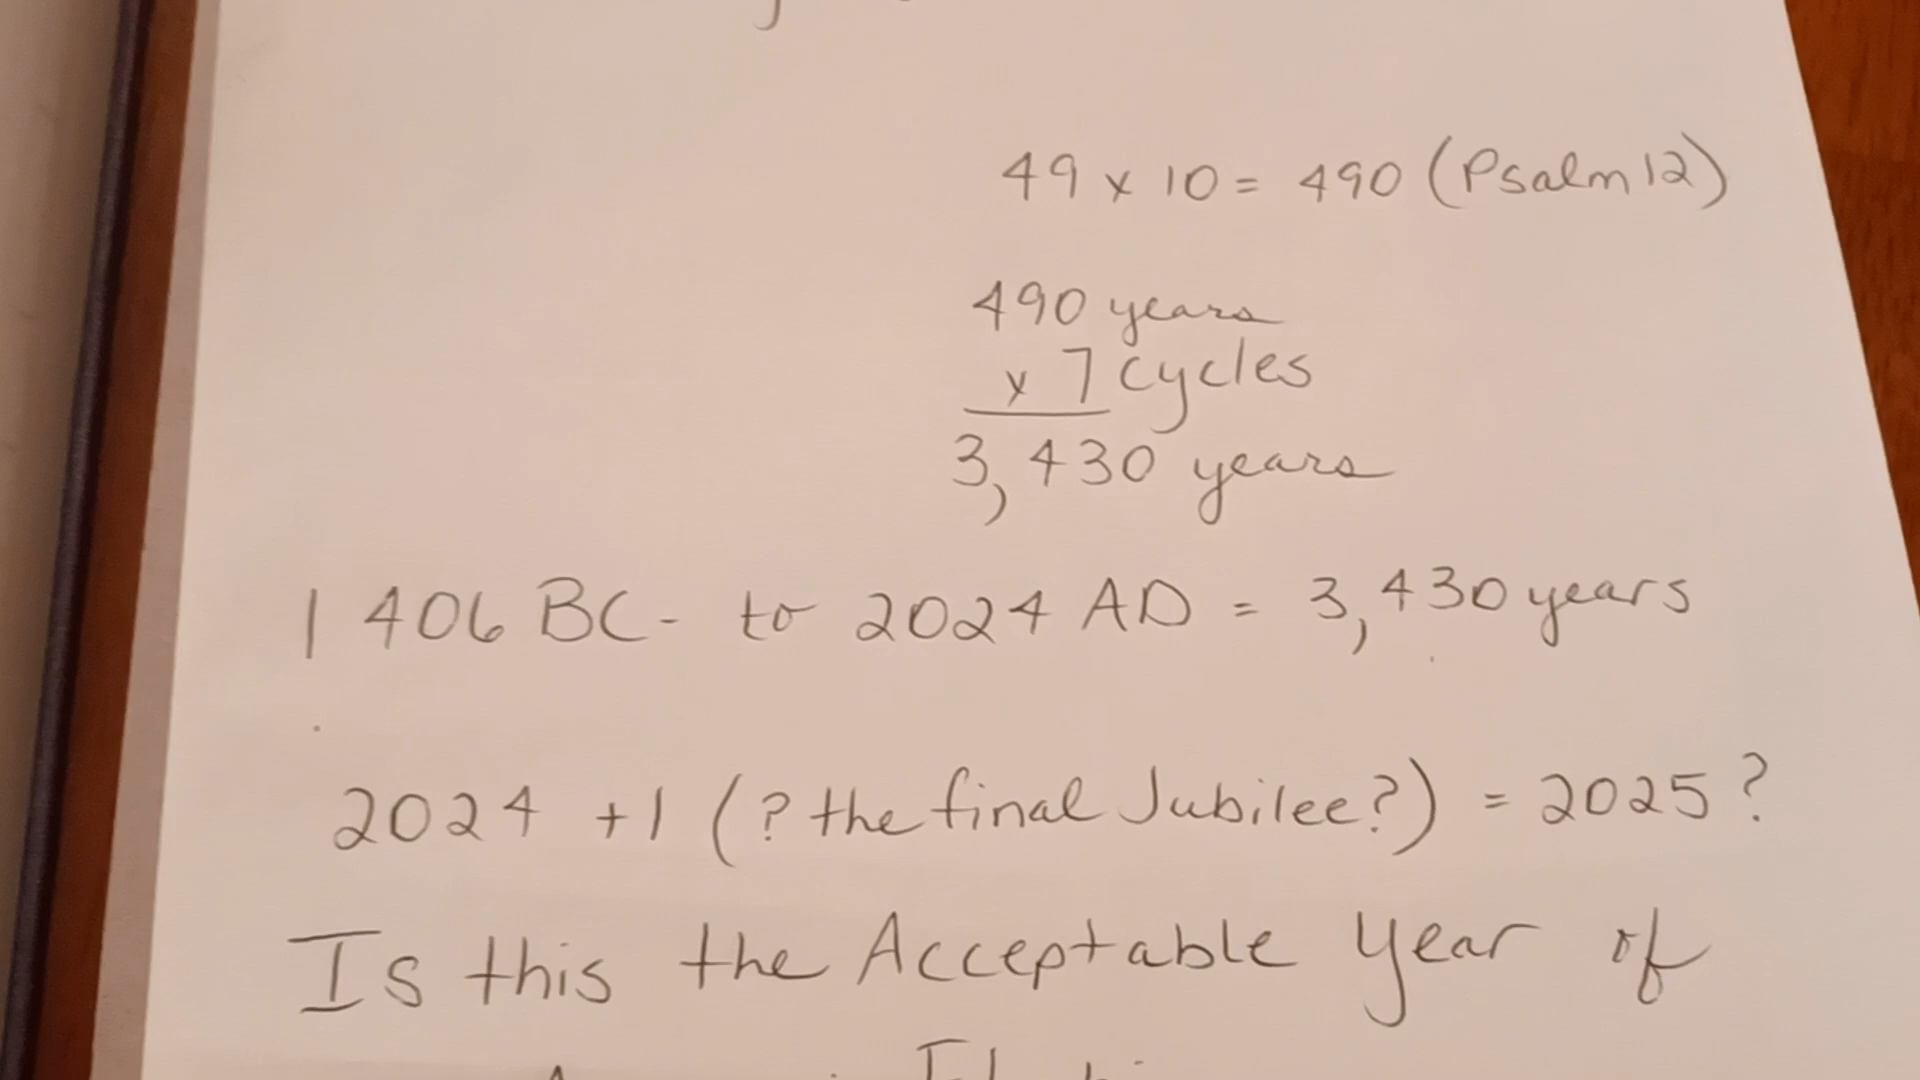 49 x 10 = 490 (Psalm 12)
490 years
x 7 cycles
3,430 years
1406 BC - to 2024 AD = 3,430 years
2024 +1 (? the final Jubilee?) = 2025?
Is this the Acceptable Year of